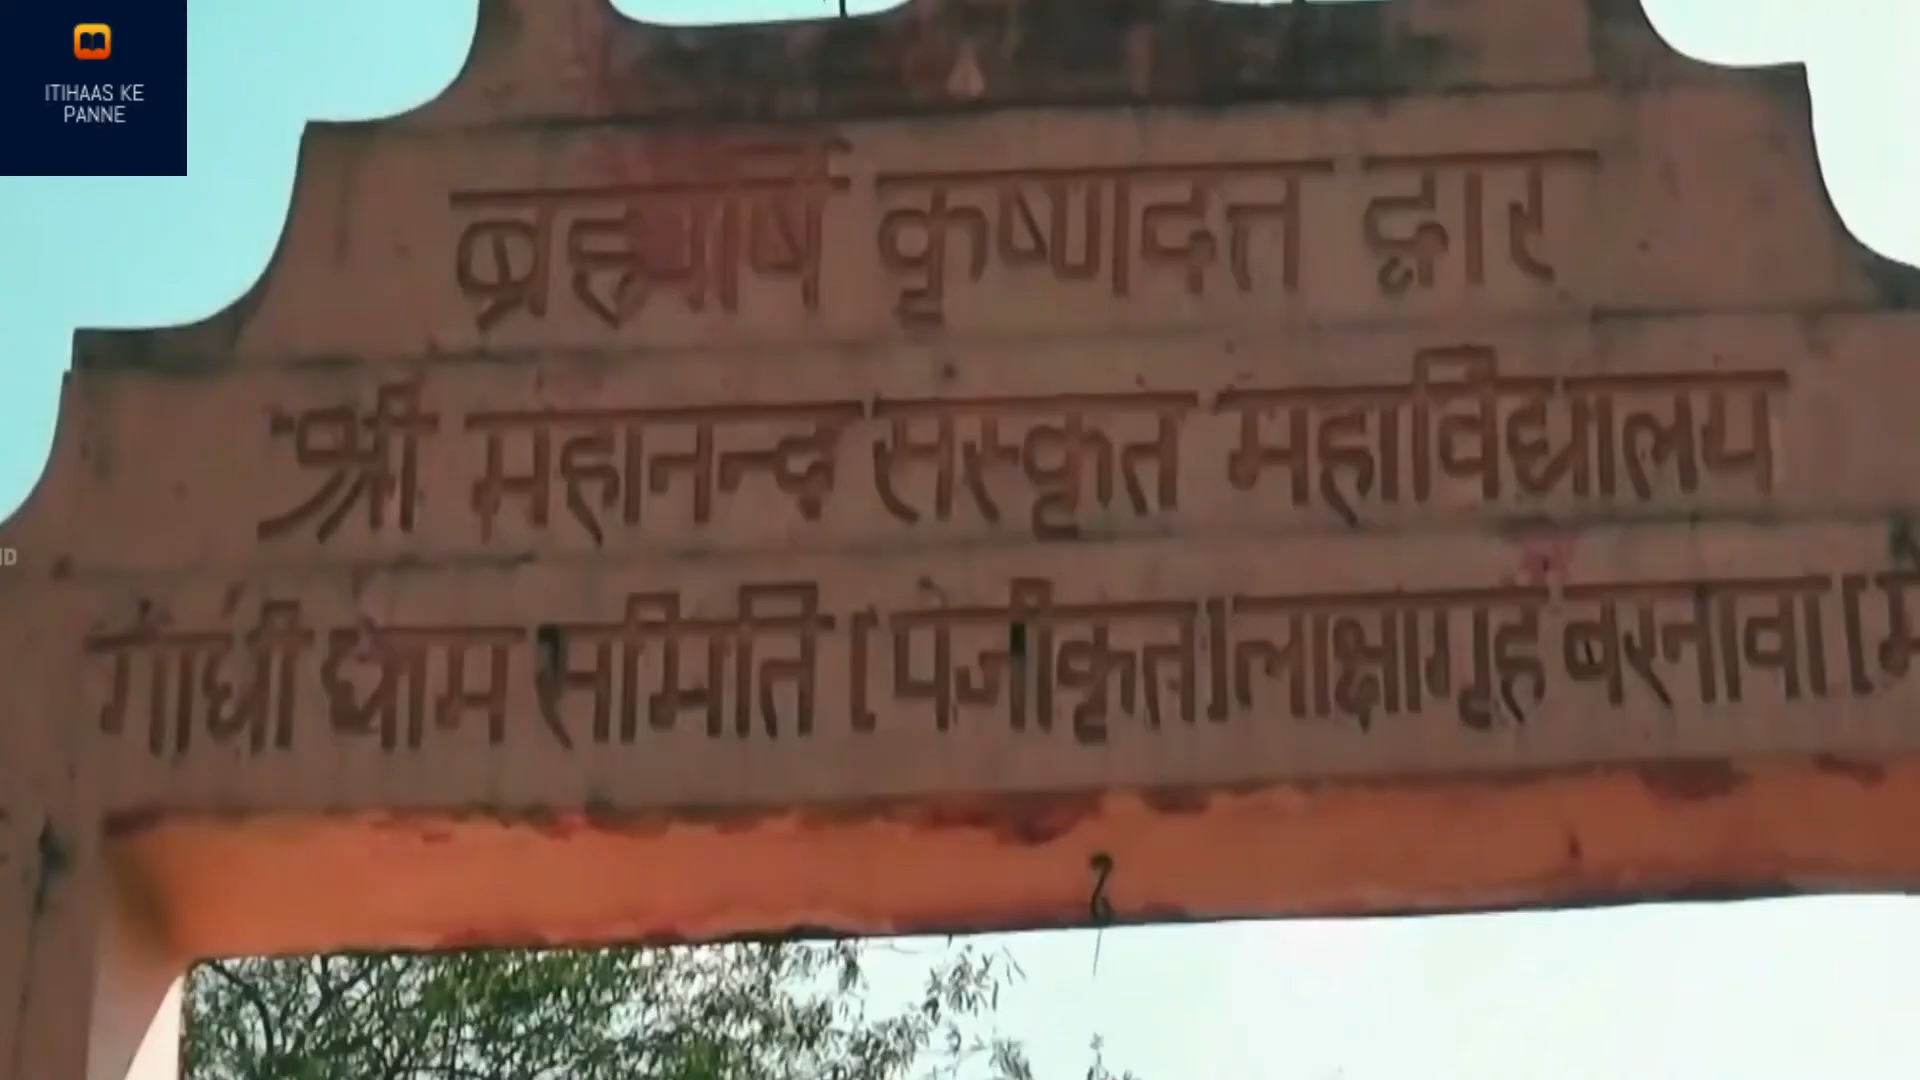 ITIHAAS KE
PANNE
ब्रह्मर्षि कृष्णदत्त द्वार
श्री महानन्द संस्कृत महाविद्यालय
गाँधी धाम समिति [पंजीकृत] लाक्षागृह बरनावा [मे